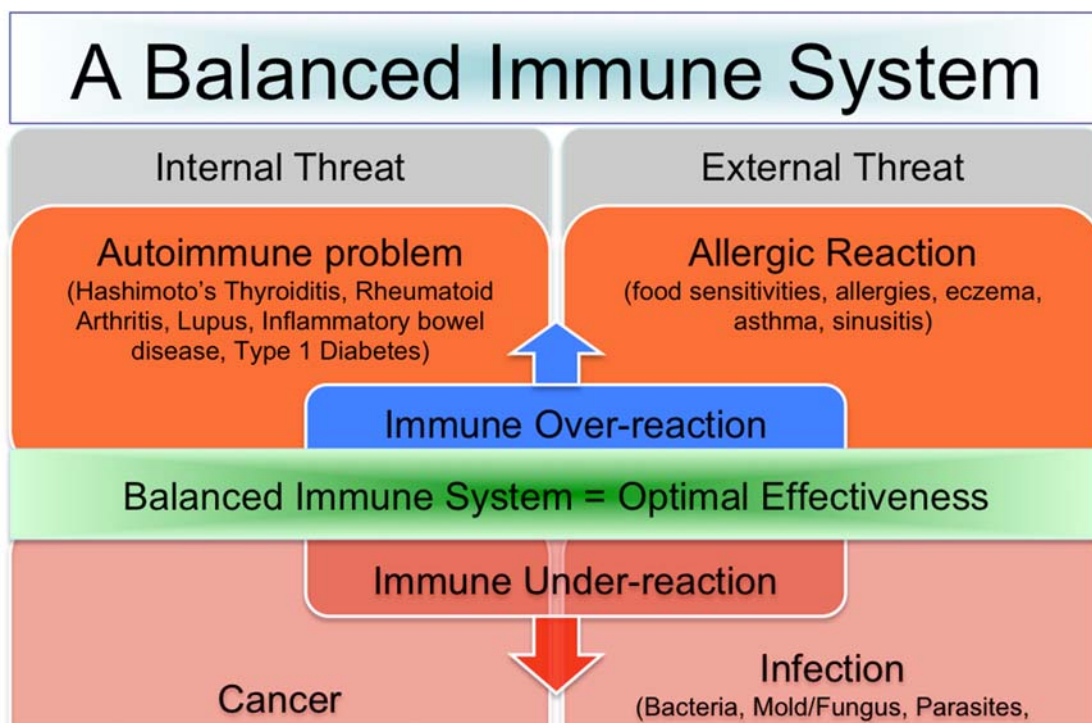 A Balanced Immune System
Internal Threat
External Threat
Autoimmune problem
(Hashimoto's Thyroiditis, Rheumatoid
Arthritis, Lupus, Inflammatory bowel
disease, Type 1 Diabetes)
Allergic Reaction
(food sensitivities, allergies, eczema,
asthma, sinusitis)
Immune Over-reaction
Balanced Immune System = Optimal Effectiveness
Immune Under-reaction
Cancer
Infection
(Bacteria, Mold/Fungus, Parasites,